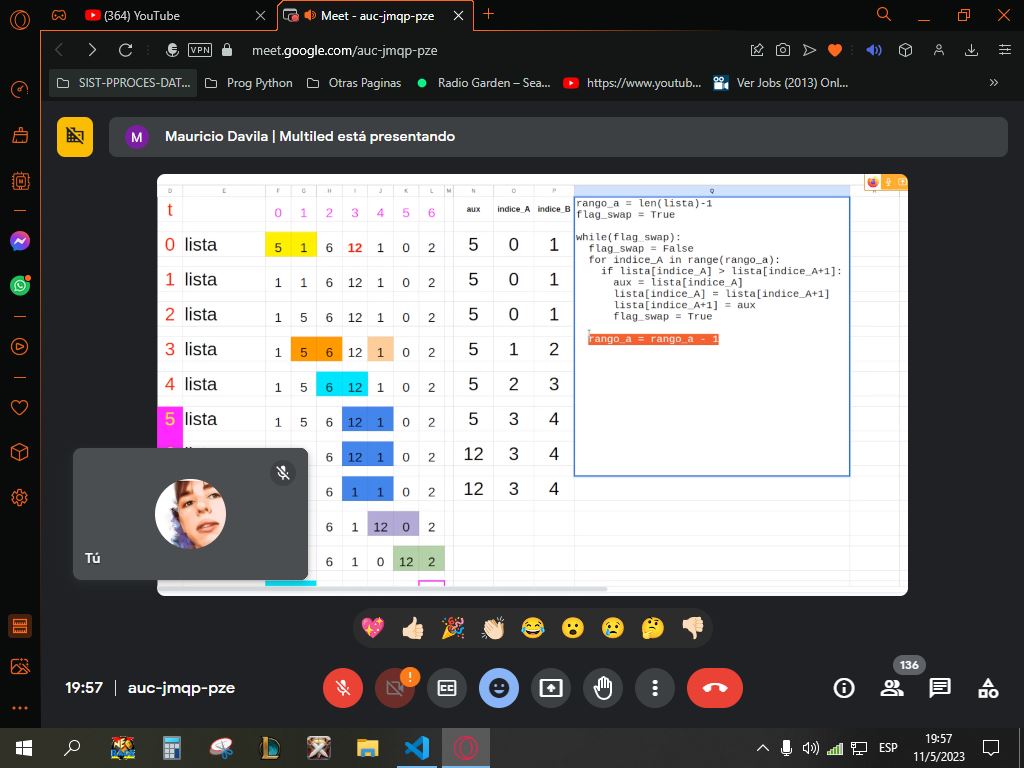 (364) YouTube
Meet - auc-jmqp-pze
VPN
meet.google.com/auc-jmqp-pze
SIST-PPROCES-DAT...
Prog Python
Otras Paginas
Radio Garden – Sea...
https://www.youtub...
Ver Jobs (2013) Onl...
»
M
Mauricio Davila | Multiled está presentando
D E F G H I J K L M N O P Q
t 0 1 2 3 4 5 6 aux indice_A indice_B
0 lista 5 1 6 12 1 0 2 5 0 1
1 lista 1 1 6 12 1 0 2 5 0 1
2 lista 1 5 6 12 1 0 2 5 0 1
3 lista 1 5 6 12 1 0 2 5 1 2
4 lista 1 5 6 12 1 0 2 5 2 3
5 lista 1 5 6 12 1 0 2 5 3 4
6 12 1 0 2 12 3 4
6 1 1 0 2 12 3 4
6 1 12 0 2
6 1 0 12 2
rango_a = len(lista)-1
flag_swap = True
while(flag_swap):
flag_swap = False
for indice_A in range(rango_a):
if lista[indice_A] > lista[indice_A+1]:
aux = lista[indice_A]
lista[indice_A] = lista[indice_A+1]
lista[indice_A+1] = aux
flag_swap = True
rango_a = rango_a - 1
Tú
19:57 | auc-jmqp-pze
CC
136
ESP
19:57
11/5/2023